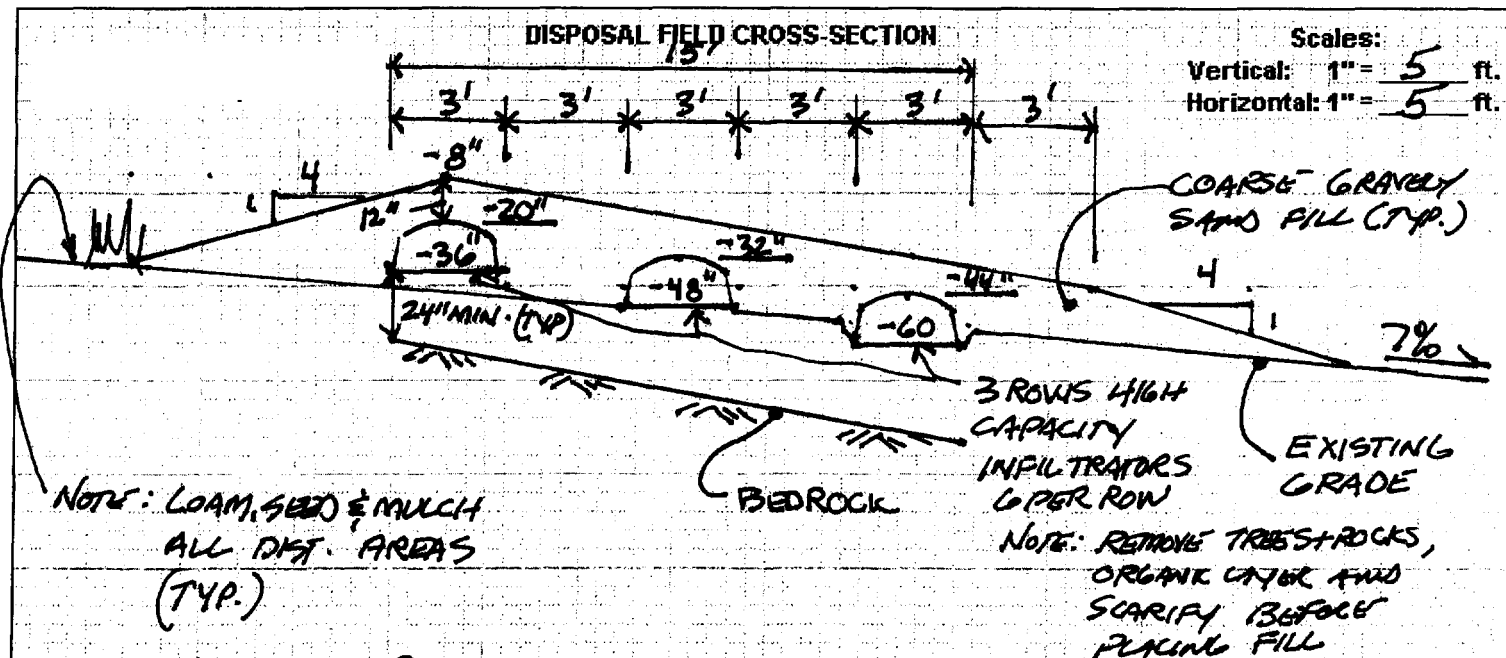 DISPOSAL FIELD CROSS-SECTION
Scales:
Vertical: 1" = 5 ft.
Horizontal: 1" = 5 ft.
15'
3' 3' 3' 3' 3' 3'
-8"
4
1
12"
-20"
-36"
-32"
-48"
-44"
-60
24" MIN. (TYP)
COARSE GRAVELY
SAND FILL (TYP.)
4
1
7%
3 ROWS HIGH
CAPACITY
INFILTRATORS
6 PER ROW
BEDROCK
EXISTING
GRADE
NOTE: LOAM, SEED & MULCH
ALL DIST. AREAS
(TYP.)
NOTE: REMOVE TREES + ROCKS,
ORGANIC LAYER AND
SCARIFY BEFORE
PLACING FILL